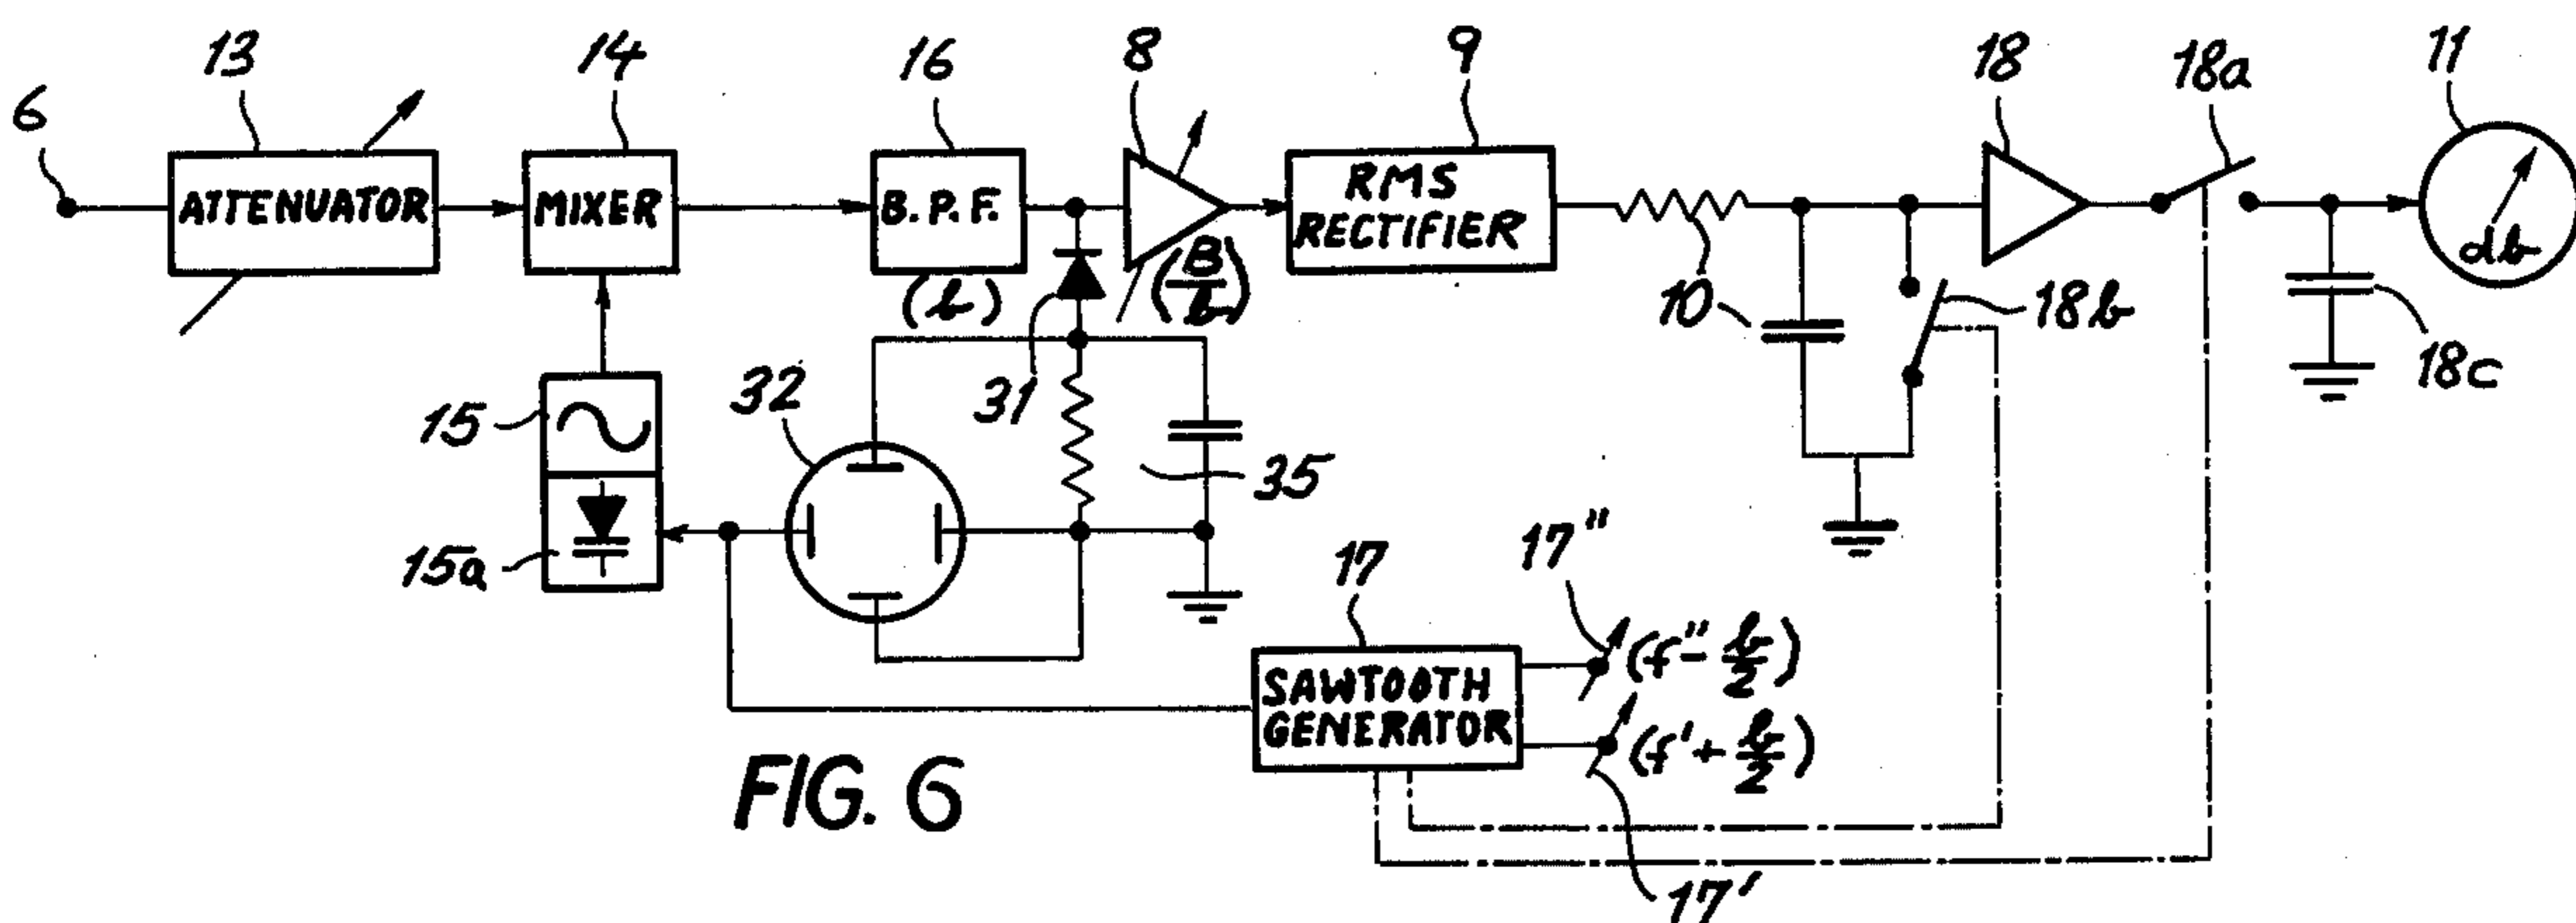 6
13
14
16
8
9
18
18a
11
ATTENUATOR
MIXER
B.P.F.
(b)
(B/b)
RMS
RECTIFIER
db
31
10
18b
18c
15
15a
32
35
17
17"
(f"-b/2)
SAWTOOTH
GENERATOR
(f'+b/2)
17'
FIG. 6